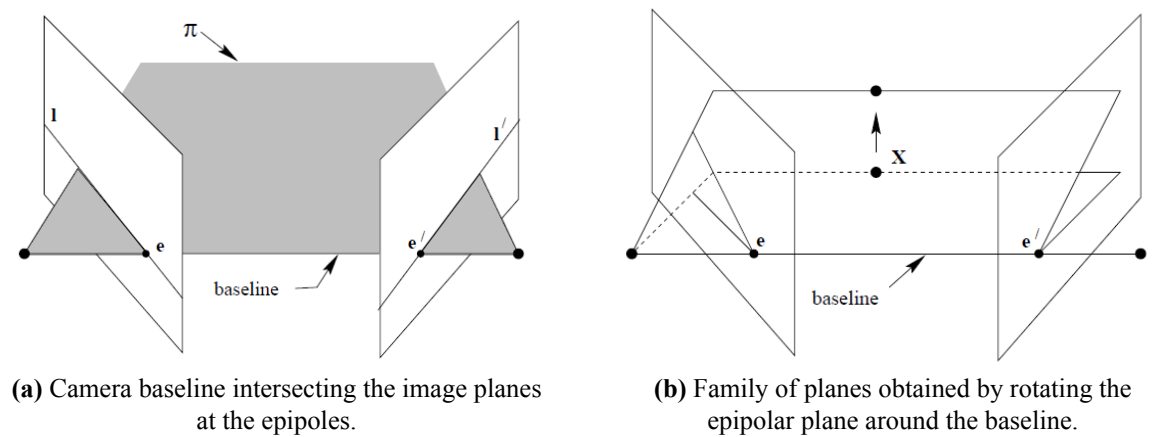 π
l
l′
e
e′
baseline
(a) Camera baseline intersecting the image planes
at the epipoles.
X
e
e′
baseline
(b) Family of planes obtained by rotating the
epipolar plane around the baseline.